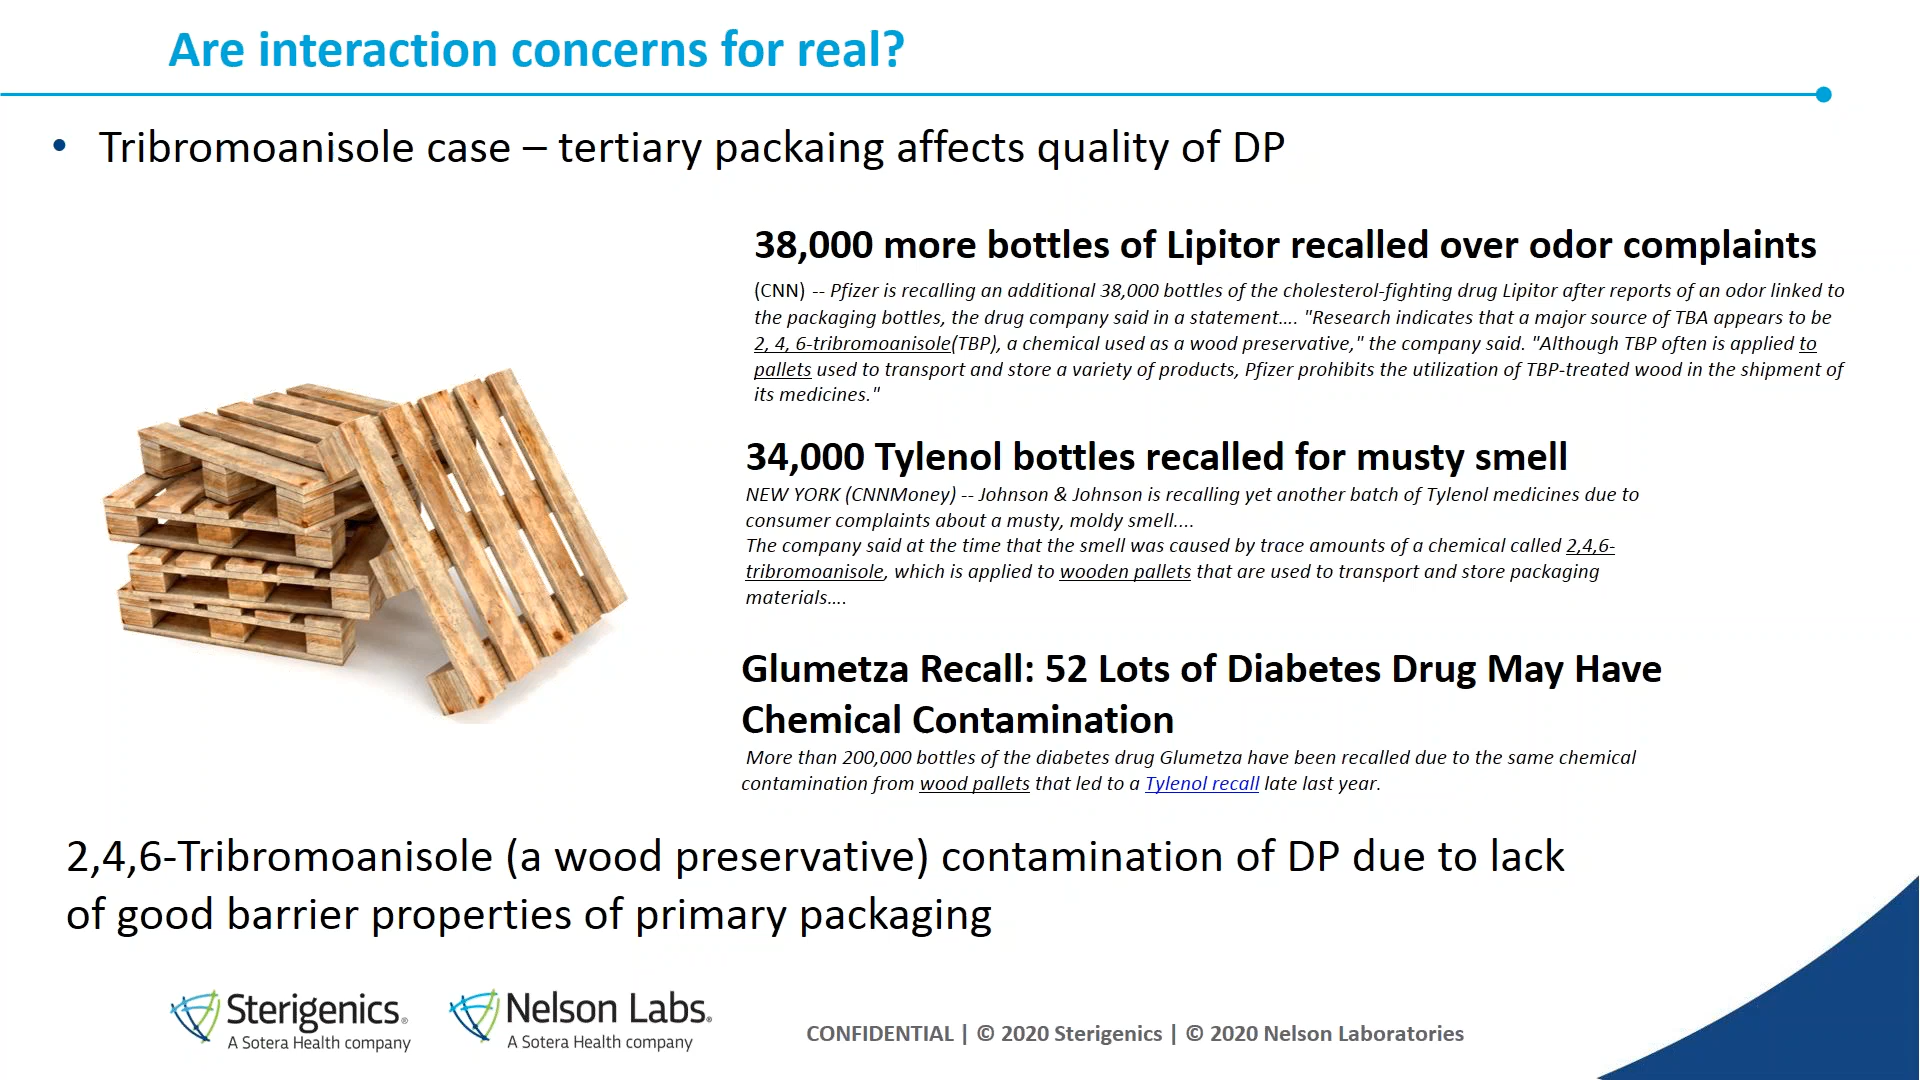 Are interaction concerns for real?
• Tribromoanisole case – tertiary packaing affects quality of DP
38,000 more bottles of Lipitor recalled over odor complaints
(CNN) -- Pfizer is recalling an additional 38,000 bottles of the cholesterol-fighting drug Lipitor after reports of an odor linked to
the packaging bottles, the drug company said in a statement.... "Research indicates that a major source of TBA appears to be
2, 4, 6-tribromoanisole(TBP), a chemical used as a wood preservative," the company said. "Although TBP often is applied to
pallets used to transport and store a variety of products, Pfizer prohibits the utilization of TBP-treated wood in the shipment of
its medicines."
34,000 Tylenol bottles recalled for musty smell
NEW YORK (CNNMoney) -- Johnson & Johnson is recalling yet another batch of Tylenol medicines due to
consumer complaints about a musty, moldy smell....
The company said at the time that the smell was caused by trace amounts of a chemical called 2,4,6-
tribromoanisole, which is applied to wooden pallets that are used to transport and store packaging
materials....
Glumetza Recall: 52 Lots of Diabetes Drug May Have
Chemical Contamination
More than 200,000 bottles of the diabetes drug Glumetza have been recalled due to the same chemical
contamination from wood pallets that led to a Tylenol recall late last year.
2,4,6-Tribromoanisole (a wood preservative) contamination of DP due to lack
of good barrier properties of primary packaging
Sterigenics®
A Sotera Health company
Nelson Labs®
A Sotera Health company
CONFIDENTIAL | © 2020 Sterigenics | © 2020 Nelson Laboratories